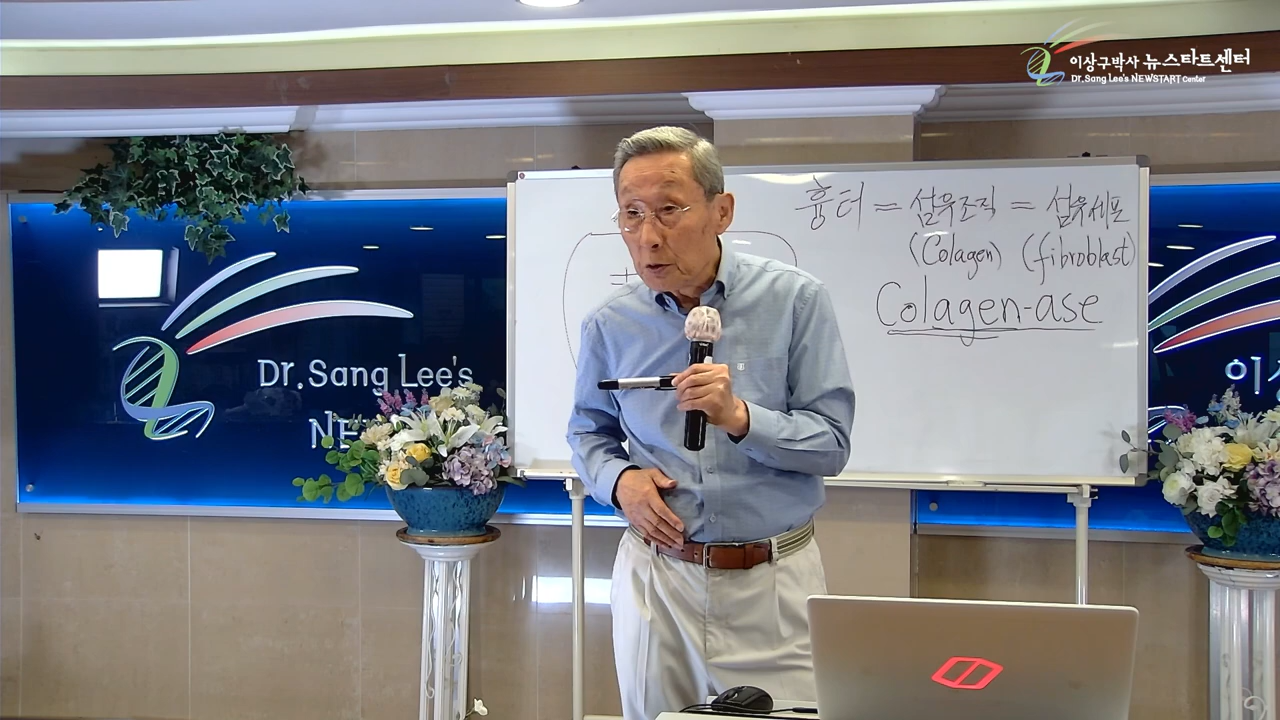 이상구박사 뉴스타트센터
Dr. Sang Lee's NEWSTART Center
흉터 = 섬유조직 = 섬유세포
(Colagen) (fibroblast)
Colagen-ase
Dr.Sang Lee's